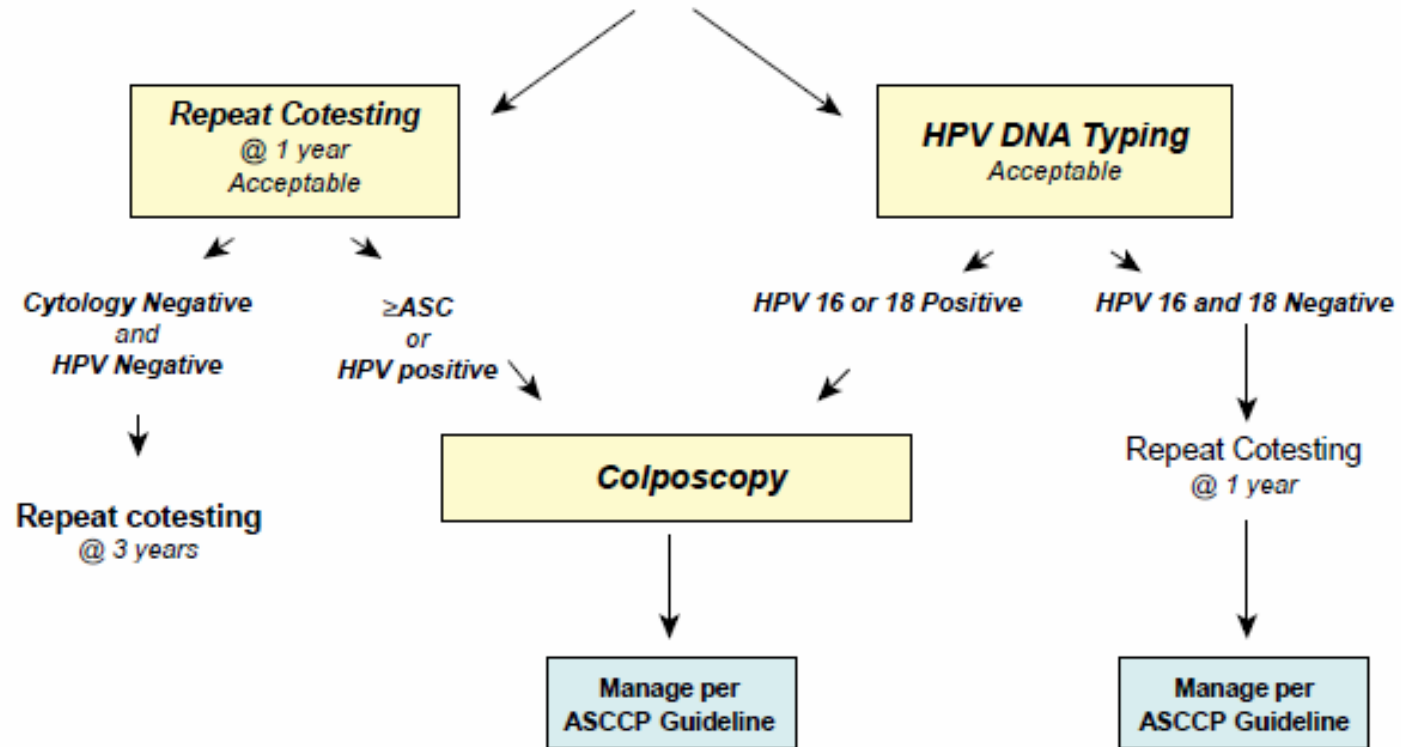 Repeat Cotesting
@ 1 year
Acceptable
HPV DNA Typing
Acceptable
Cytology Negative
and
HPV Negative
≥ASC
or
HPV positive
HPV 16 or 18 Positive
HPV 16 and 18 Negative
Repeat cotesting
@ 3 years
Colposcopy
Repeat Cotesting
@ 1 year
Manage per
ASCCP Guideline
Manage per
ASCCP Guideline